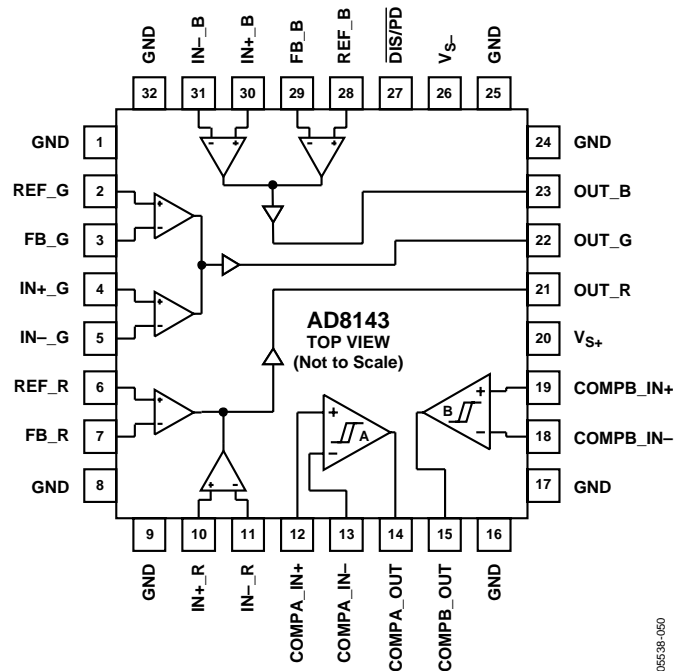 GND
IN–_B
IN+_B
FB_B
REF_B
DIS/PD
VS–
GND
32
31
30
29
28
27
26
25
GND 1
REF_G 2
FB_G 3
IN+_G 4
IN–_G 5
REF_R 6
FB_R 7
GND 8
– +
– +
+
–
+
–
+
–
+ –
AD8143
TOP VIEW
(Not to Scale)
+
–
A
B
+
–
24 GND
23 OUT_B
22 OUT_G
21 OUT_R
20 VS+
19 COMPB_IN+
18 COMPB_IN–
17 GND
9
10
11
12
13
14
15
16
GND
IN+_R
IN–_R
COMPA_IN+
COMPA_IN–
COMPA_OUT
COMPB_OUT
GND
05538-050